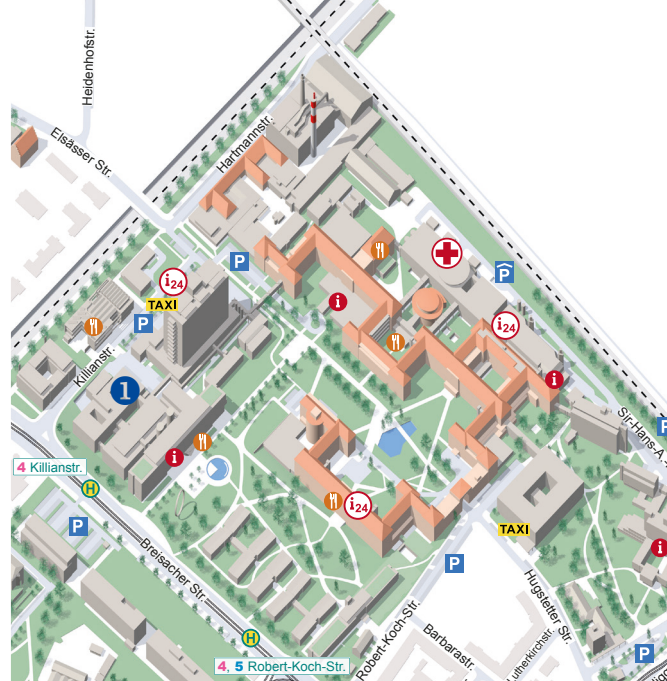 Heidenhofstr.
Elsässer Str.
Hartmannstr.
P
i24
TAXI
P
i
P
i24
Killianstr.
1
i
i
Sir-Hans-A.-
P
4 Killianstr.
H
P
i24
TAXI
i
Breisacher Str.
P
Hugstetter Str.
Robert-Koch-Str.
Barbarastr.
Lutherkirchstr.
H
P
4, 5 Robert-Koch-Str.